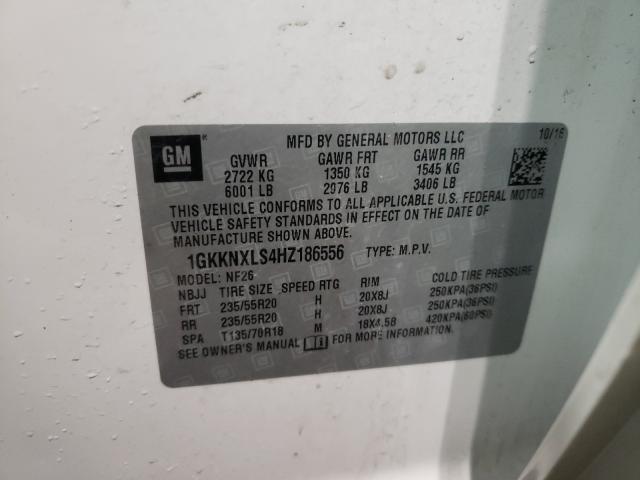 GM
MFD BY GENERAL MOTORS LLC 10/16
GVWR GAWR FRT GAWR RR
2722 KG 1350 KG 1545 KG
6001 LB 2976 LB 3406 LB
THIS VEHICLE CONFORMS TO ALL APPLICABLE U.S. FEDERAL MOTOR
VEHICLE SAFETY STANDARDS IN EFFECT ON THE DATE OF
MANUFACTURE SHOWN ABOVE.
1GKKNXLS4HZ186556 TYPE: M.P.V.
MODEL: NF26
NBJJ TIRE SIZE SPEED RTG RIM COLD TIRE PRESSURE
FRT 235/55R20 H 20X8J 250KPA(36PSI)
RR 235/55R20 H 20X8J 250KPA(36PSI)
SPA T135/70R18 M 18X4.5B 420KPA(60PSI)
SEE OWNER'S MANUAL FOR MORE INFORMATION.